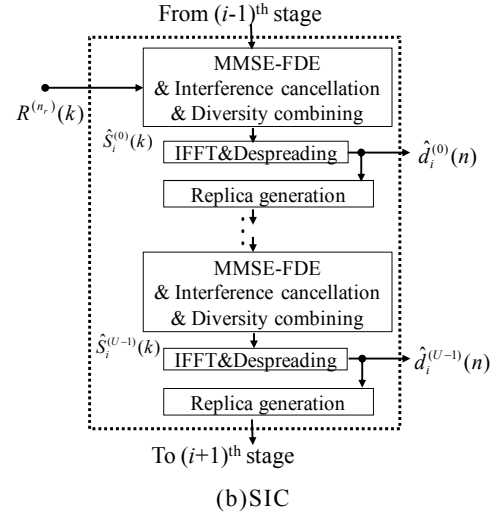 From (i-1)th stage
MMSE-FDE
& Interference cancellation
& Diversity combining
R^(n_r)(k)
Ŝ_i^(0)(k)
IFFT&Despreading
d̂_i^(0)(n)
Replica generation
MMSE-FDE
& Interference cancellation
& Diversity combining
Ŝ_i^(U-1)(k)
IFFT&Despreading
d̂_i^(U-1)(n)
Replica generation
To (i+1)th stage
(b)SIC